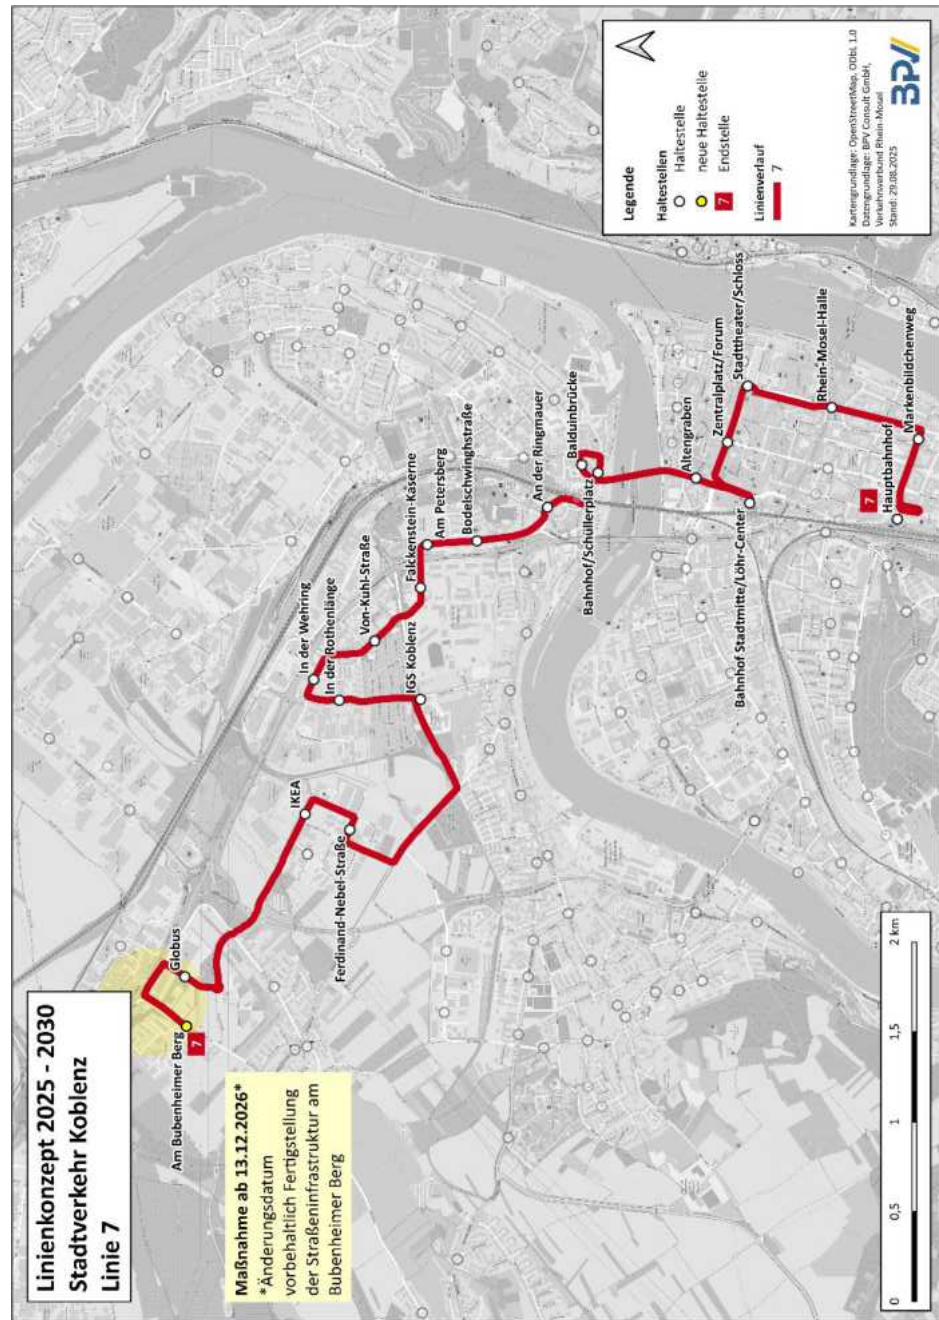 Linienkonzept 2025 - 2030
Stadtverkehr Koblenz
Linie 7
Maßnahme ab 13.12.2026*
*Änderungsdatum
vorbehaltlich Fertigstellung
der Straßeninfrastruktur am
Bubenheimer Berg
Am Bubenheimer Berg
7
Globus
IKEA
Ferdinand-Nebel-Straße
In der Wehring
In der Rothenlänge
IGS Koblenz
Von-Kuhl-Straße
Falckenstein-Kaserne
Am Petersberg
Bodelschwinghstraße
An der Ringmauer
Balduinbrücke
Bahnhof/Schüllerplatz
Altengraben
Bahnhof Stadtmitte/Löhr-Center
Zentralplatz/Forum
Stadttheater/Schloss
Rhein-Mosel-Halle
Markenbildchenweg
Hauptbahnhof
7
Legende
Haltestellen
Haltestelle
neue Haltestelle
7 Endstelle
Linienverlauf
7
Kartengrundlage: OpenStreetMap, ODbL 1.0
Datengrundlage: BPV Consult GmbH,
Verkehrsverbund Rhein-Mosel
Stand: 29.08.2025
BPV
0 0,5 1 1,5 2 km